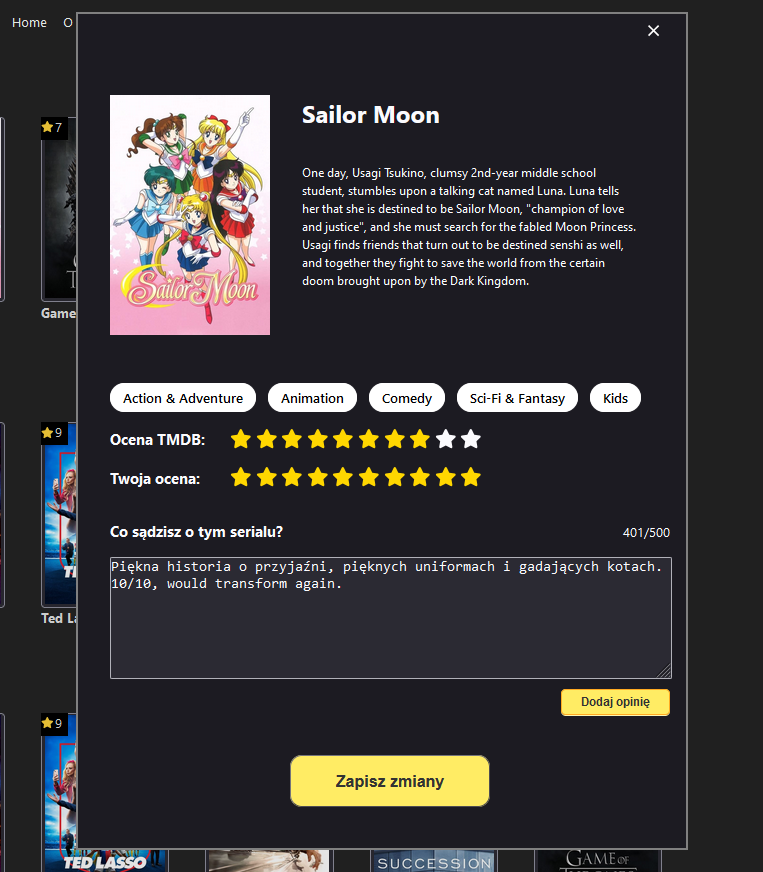 Home
O
7
Game
9
Ted L
9
TED LASSO
SUCCESSION
GAME OF
Sailor Moon
Sailor Moon
One day, Usagi Tsukino, clumsy 2nd-year middle school
student, stumbles upon a talking cat named Luna. Luna tells
her that she is destined to be Sailor Moon, "champion of love
and justice", and she must search for the fabled Moon Princess.
Usagi finds friends that turn out to be destined senshi as well,
and together they fight to save the world from the certain
doom brought upon by the Dark Kingdom.
Action & Adventure
Animation
Comedy
Sci-Fi & Fantasy
Kids
Ocena TMDB:
Twoja ocena:
Co sądzisz o tym serialu?
401/500
Piękna historia o przyjaźni, pięknych uniformach i gadających kotach.
10/10, would transform again.
Dodaj opinię
Zapisz zmiany